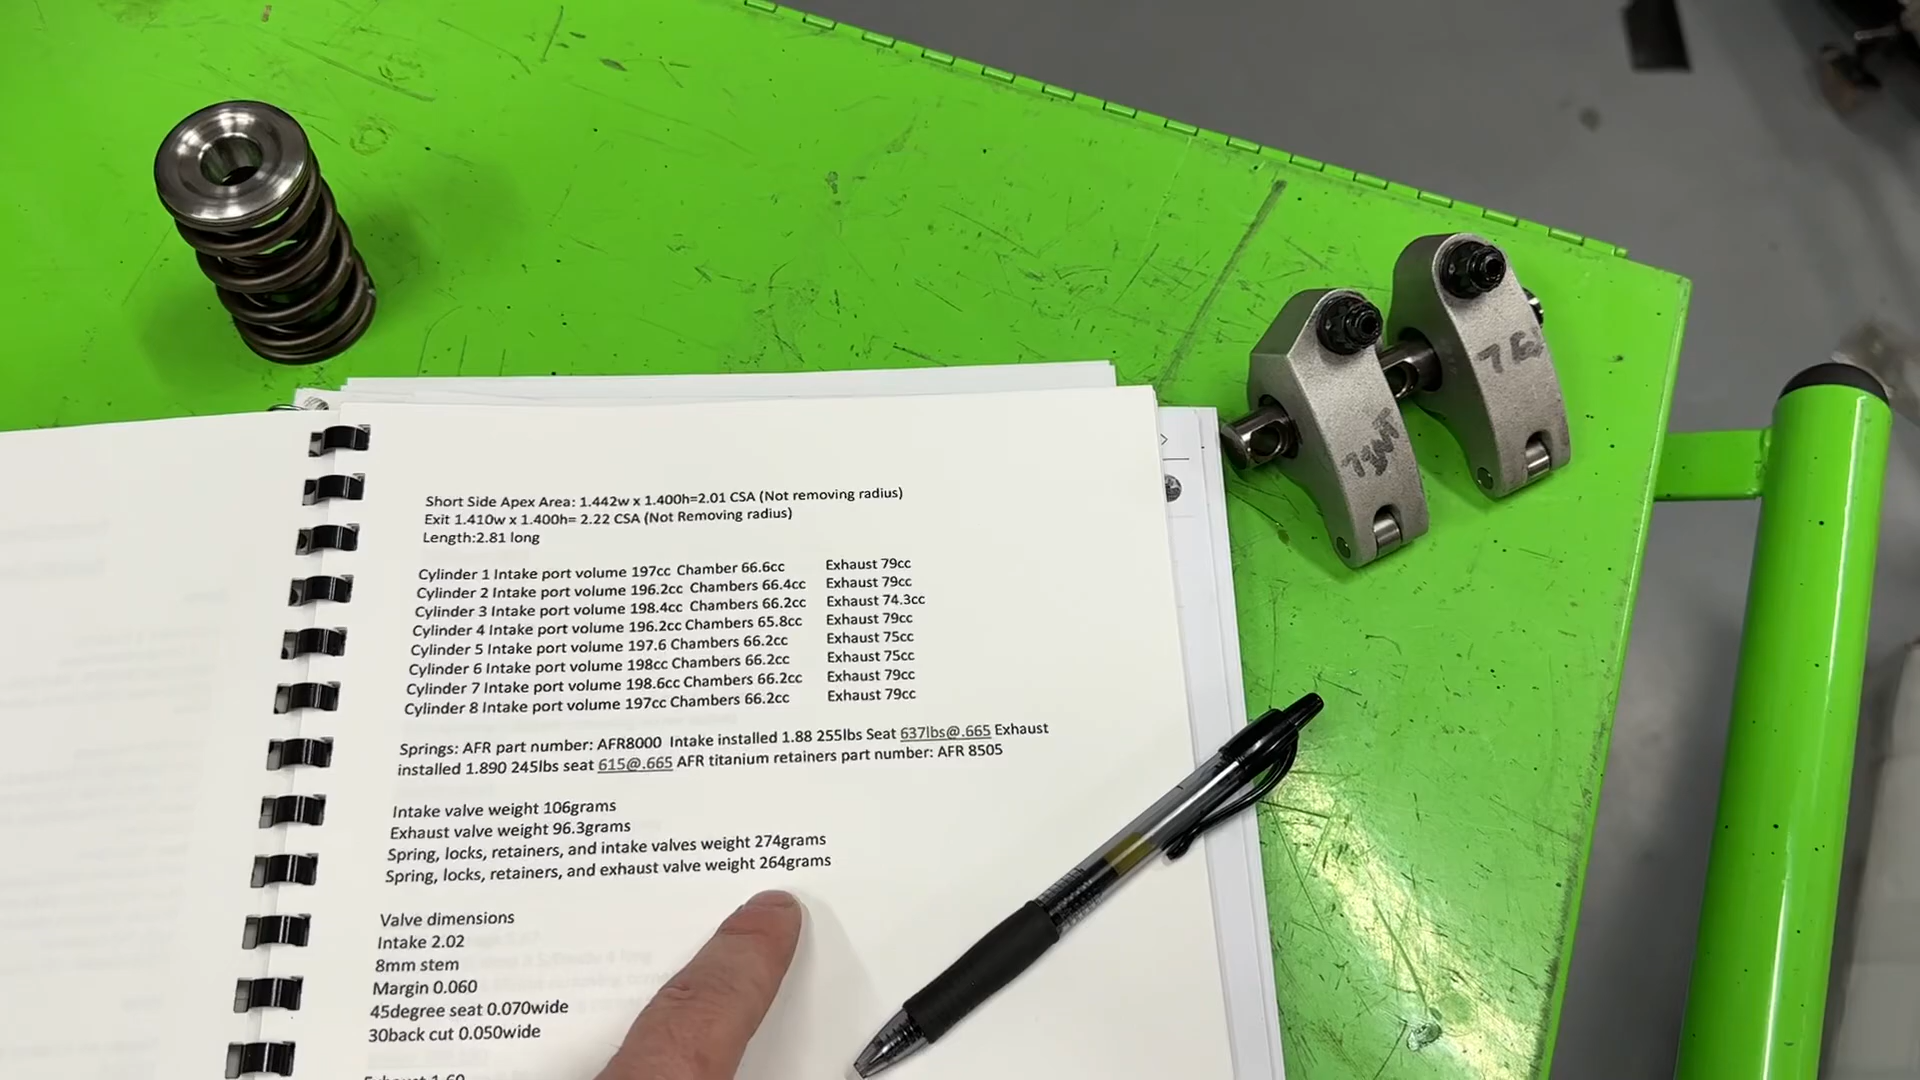 Short Side Apex Area: 1.442w x 1.400h=2.01 CSA (Not removing radius)
Exit 1.410w x 1.400h= 2.22 CSA (Not Removing radius)
Length:2.81 long
Cylinder 1 Intake port volume 197cc Chamber 66.6cc Exhaust 79cc
Cylinder 2 Intake port volume 196.2cc Chambers 66.4cc Exhaust 79cc
Cylinder 3 Intake port volume 198.4cc Chambers 66.2cc Exhaust 74.3cc
Cylinder 4 Intake port volume 196.2cc Chambers 65.8cc Exhaust 79cc
Cylinder 5 Intake port volume 197.6 Chambers 66.2cc Exhaust 75cc
Cylinder 6 Intake port volume 198cc Chambers 66.2cc Exhaust 75cc
Cylinder 7 Intake port volume 198.6cc Chambers 66.2cc Exhaust 79cc
Cylinder 8 Intake port volume 197cc Chambers 66.2cc Exhaust 79cc
Springs: AFR part number: AFR8000 Intake installed 1.88 255lbs Seat 637lbs@.665 Exhaust
installed 1.890 245lbs seat 615@.665 AFR titanium retainers part number: AFR 8505
Intake valve weight 106grams
Exhaust valve weight 96.3grams
Spring, locks, retainers, and intake valves weight 274grams
Spring, locks, retainers, and exhaust valve weight 264grams
Valve dimensions
Intake 2.02
8mm stem
Margin 0.060
45degree seat 0.070wide
30back cut 0.050wide
Exhaust 1.60
7 INT